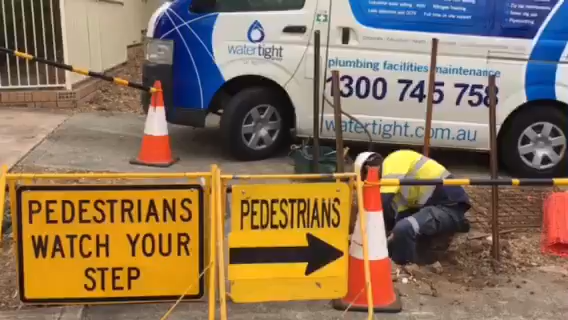 watertight
plumbing facilities maintenance
1300 745 758
watertight.com.au
PEDESTRIANS
WATCH YOUR
STEP
PEDESTRIANS